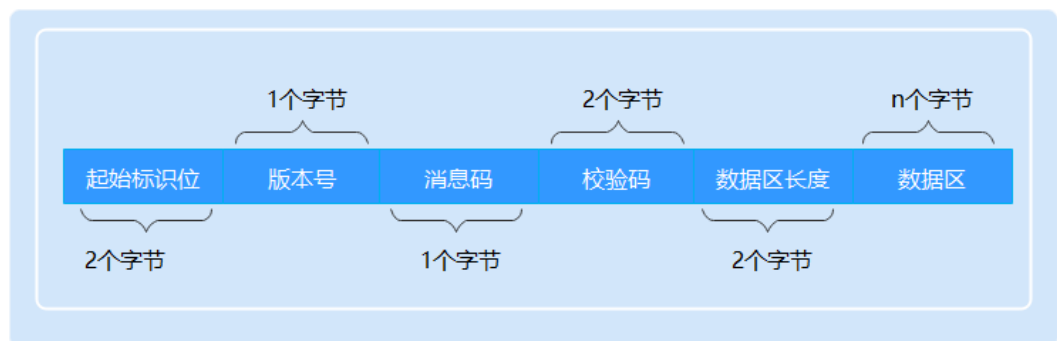 1个字节 2个字节 n个字节
起始标识位 版本号 消息码 校验码 数据区长度 数据区
2个字节 1个字节 2个字节